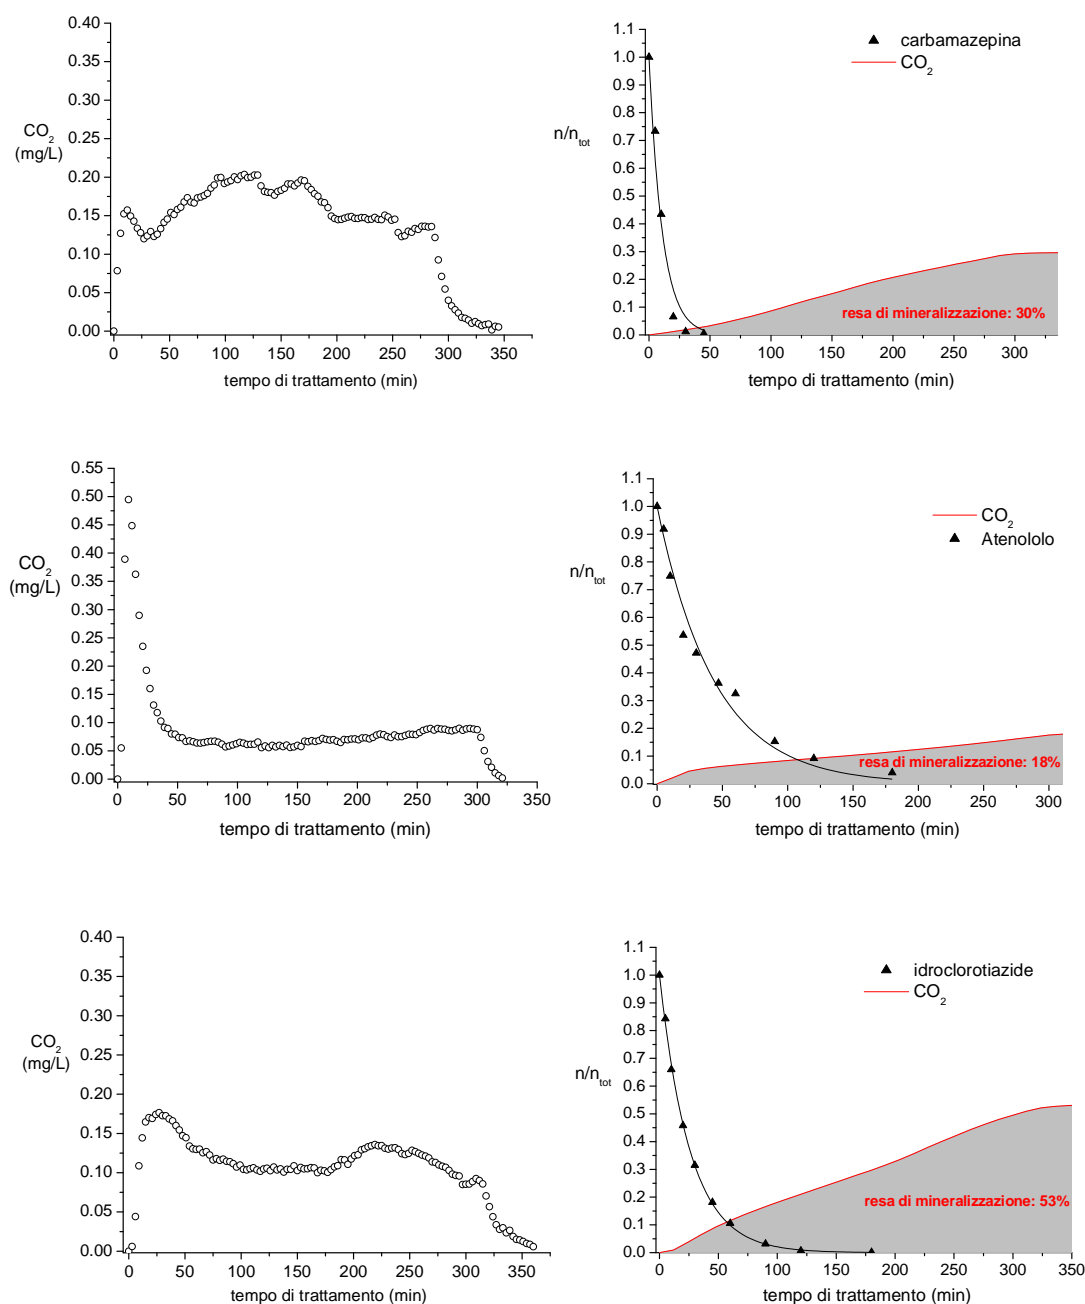 0.40
0.35
0.30
0.25
0.20
0.15
0.10
0.05
0.00
CO2
(mg/L)
0 50 100 150 200 250 300 350
tempo di trattamento (min)
1.1
1.0
0.9
0.8
0.7
0.6
0.5
0.4
0.3
0.2
0.1
0.0
n/ntot
carbamazepina
CO2
resa di mineralizzazione: 30%
0 50 100 150 200 250 300
tempo di trattamento (min)
0.55
0.50
0.45
0.40
0.35
0.30
0.25
0.20
0.15
0.10
0.05
0.00
CO2
(mg/L)
0 50 100 150 200 250 300 350
tempo di trattamento (min)
1.1
1.0
0.9
0.8
0.7
0.6
0.5
0.4
0.3
0.2
0.1
0.0
n/ntot
CO2
Atenololo
resa di mineralizzazione: 18%
0 50 100 150 200 250 300
tempo di trattamento (min)
0.40
0.35
0.30
0.25
0.20
0.15
0.10
0.05
0.00
CO2
(mg/L)
0 50 100 150 200 250 300 350
tempo di trattamento (min)
1.1
1.0
0.9
0.8
0.7
0.6
0.5
0.4
0.3
0.2
0.1
0.0
n/ntot
idroclorotiazide
CO2
resa di mineralizzazione: 53%
0 50 100 150 200 250 300 350
tempo di trattamento (min)